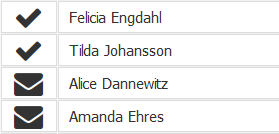 Felicia Engdahl
Tilda Johansson
Alice Dannewitz
Amanda Ehres